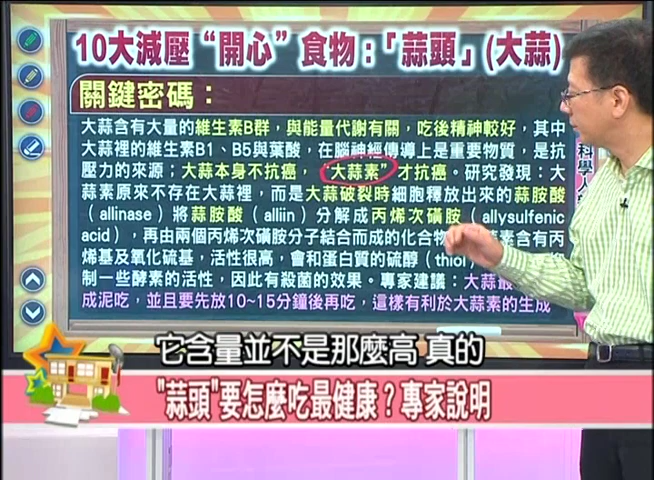 10大減壓“開心”食物：「蒜頭」(大蒜)
關鍵密碼：
大蒜含有大量的維生素B群，與能量代謝有關，吃後精神較好，其中
大蒜裡的維生素B1、B5與葉酸，在腦神經傳導上是重要物質，是抗
壓力的來源；大蒜本身不抗癌，“大蒜素”才抗癌。研究發現：大
蒜素原來不存在大蒜裡，而是大蒜破裂時細胞釋放出來的蒜胺酸
（allinase）將蒜胺酸（alliin）分解成丙烯次磺胺（allysulfenic
acid），再由兩個丙烯次磺胺分子結合而成的化合物 素含有丙
烯基及氧化硫基，活性很高，會和蛋白質的硫醇（thiol
制一些酵素的活性，因此有殺菌的效果。專家建議：大蒜最
成泥吃，並且要先放10~15分鐘後再吃，這樣有利於大蒜素的生成
科學人
它含量並不是那麼高 真的
"蒜頭"要怎麼吃最健康？專家說明